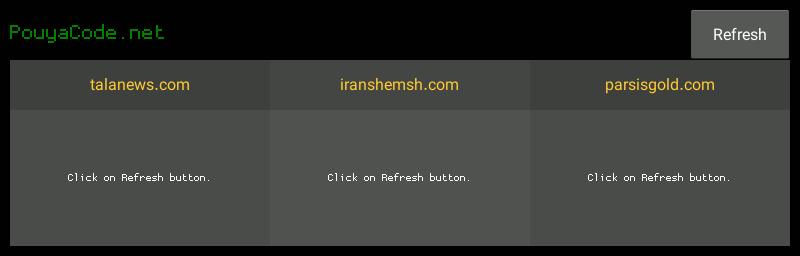 PouyaCode.net
Refresh
talanews.com
iranshemsh.com
parsisgold.com
Click on Refresh button.
Click on Refresh button.
Click on Refresh button.